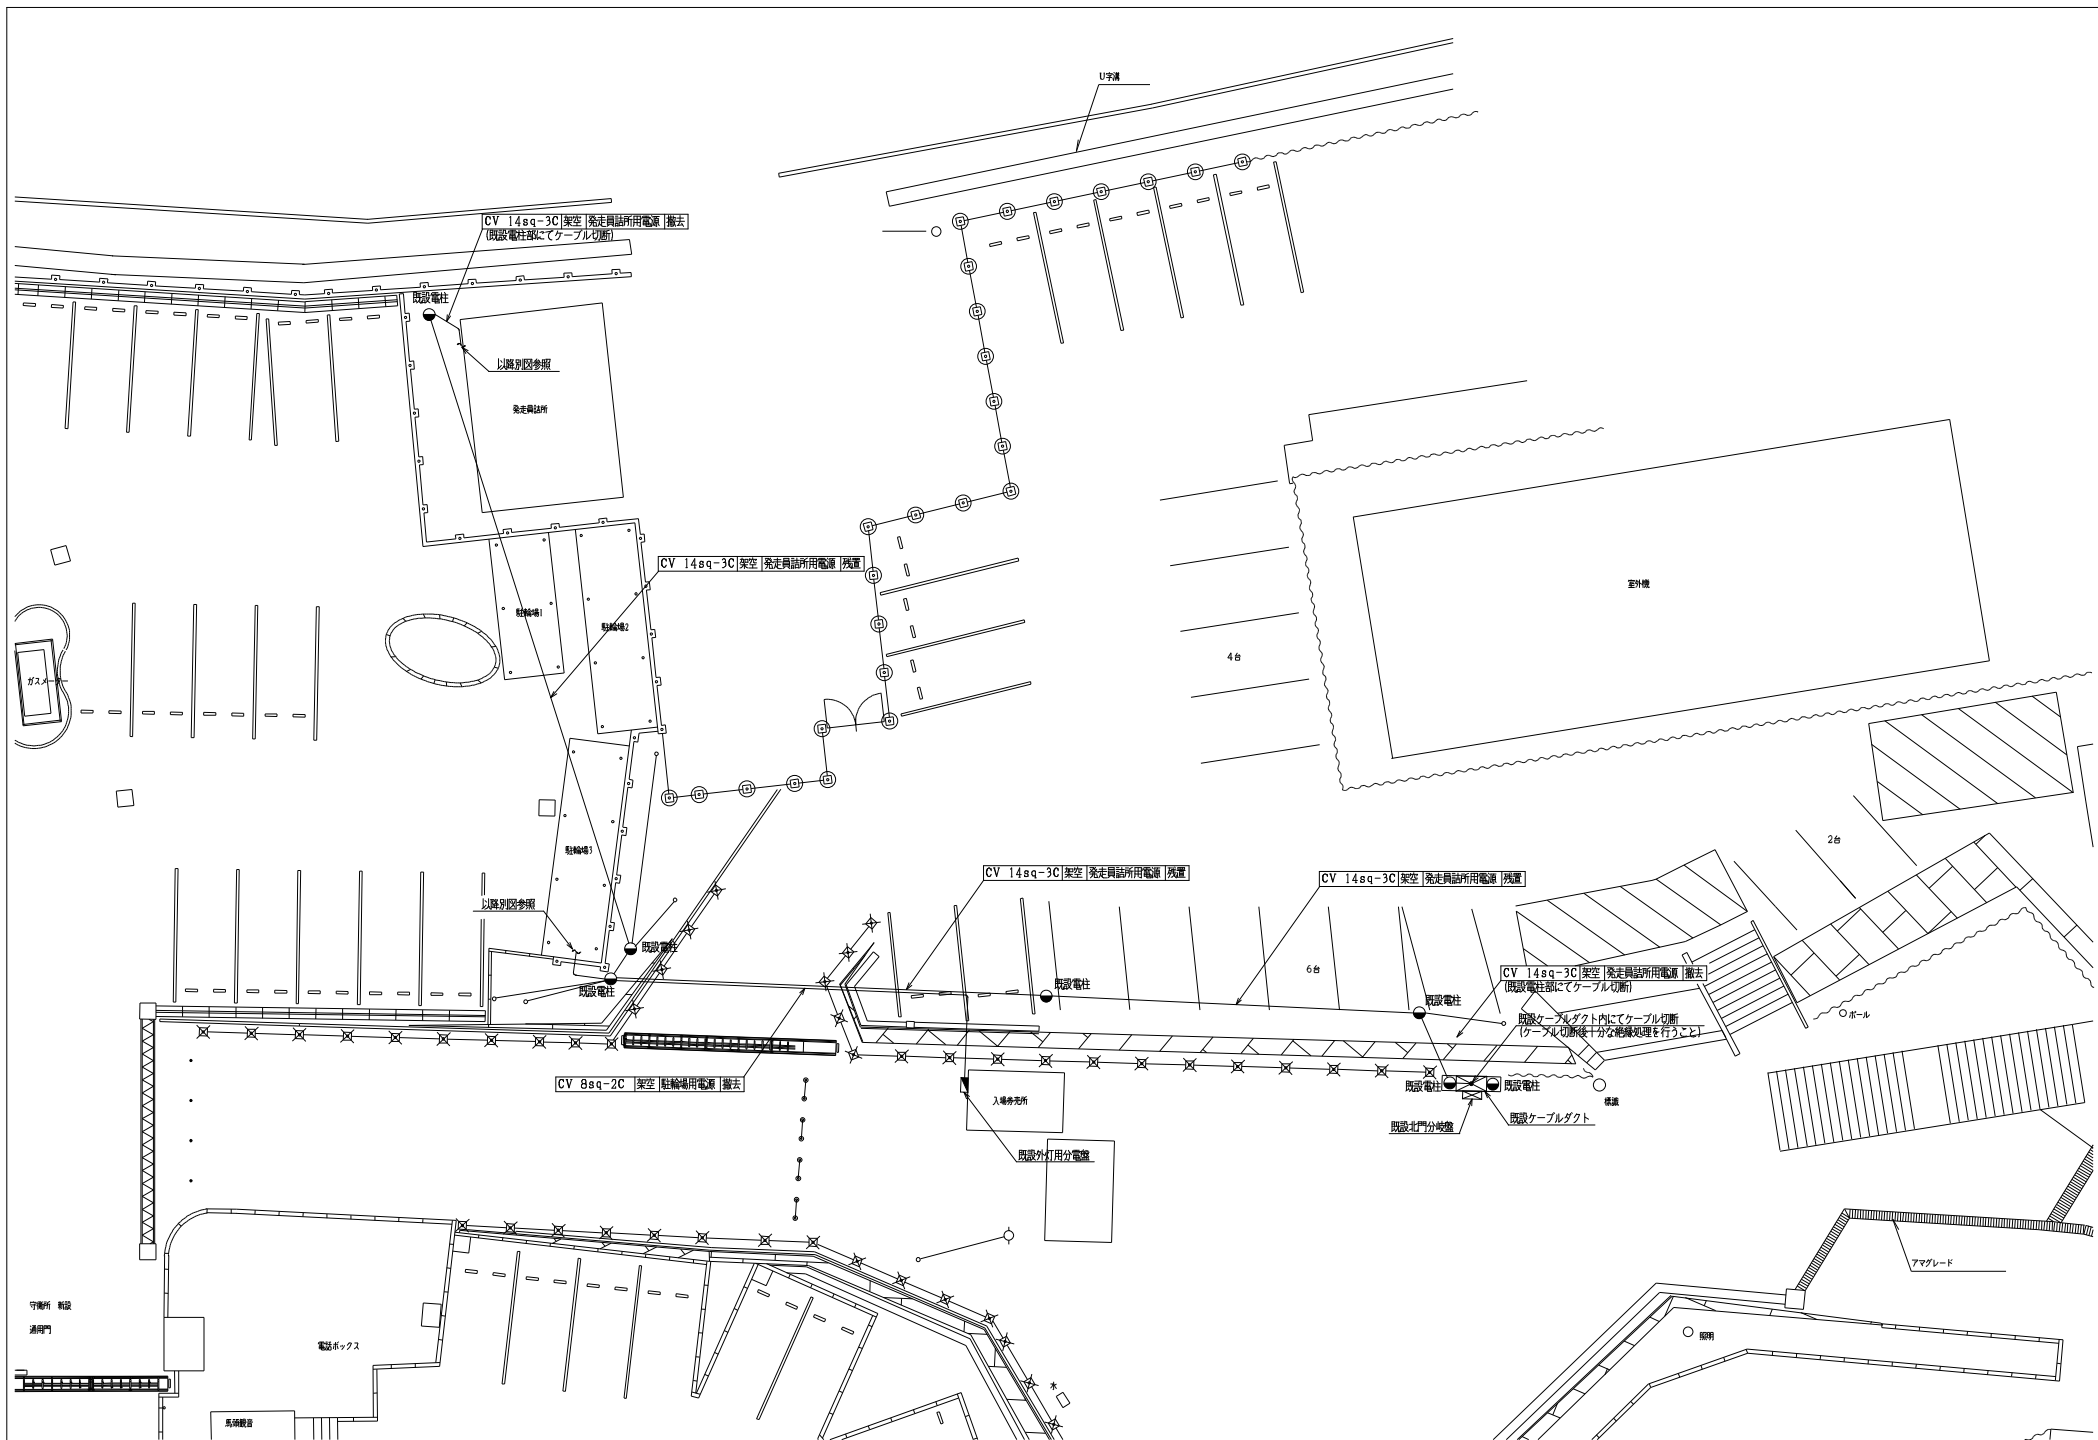 U字溝
CV 14sq-3C 架空 発走員詰所用電源 撤去
(既設電柱部にてケーブル切断)
既設電柱
以降別図参照
発走員詰所
CV 14sq-3C 架空 発走員詰所用電源 残置
室外機
駐輪場1
駐輪場2
4台
ガスメーター
2台
駐輪場3
CV 14sq-3C 架空 発走員詰所用電源 残置
CV 14sq-3C 架空 発走員詰所用電源 残置
以降別図参照
既設電柱
6台
CV 14sq-3C 架空 発走員詰所用電源 撤去
(既設電柱部にてケーブル切断)
既設電柱
既設電柱
既設電柱
ポール
既設ケーブルダクト内にてケーブル切断
(ケーブル切断後十分な絶縁処理を行うこと)
CV 8sq-2C 架空 駐輪場用電源 撤去
既設電柱
既設電柱
入場券売所
標識
既設ケーブルダクト
既設北門分岐盤
既設外灯用分電盤
アマグレード
守衛所 新設
通用門
電話ボックス
照明
木
馬頭観音